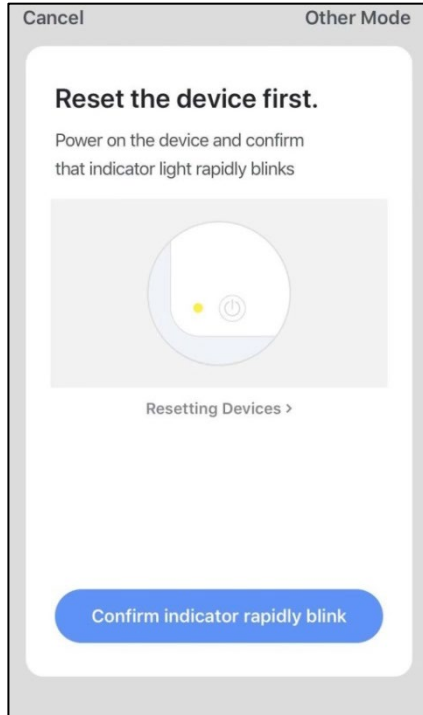 Cancel
Other Mode
Reset the device first.
Power on the device and confirm
that indicator light rapidly blinks
Resetting Devices >
Confirm indicator rapidly blink